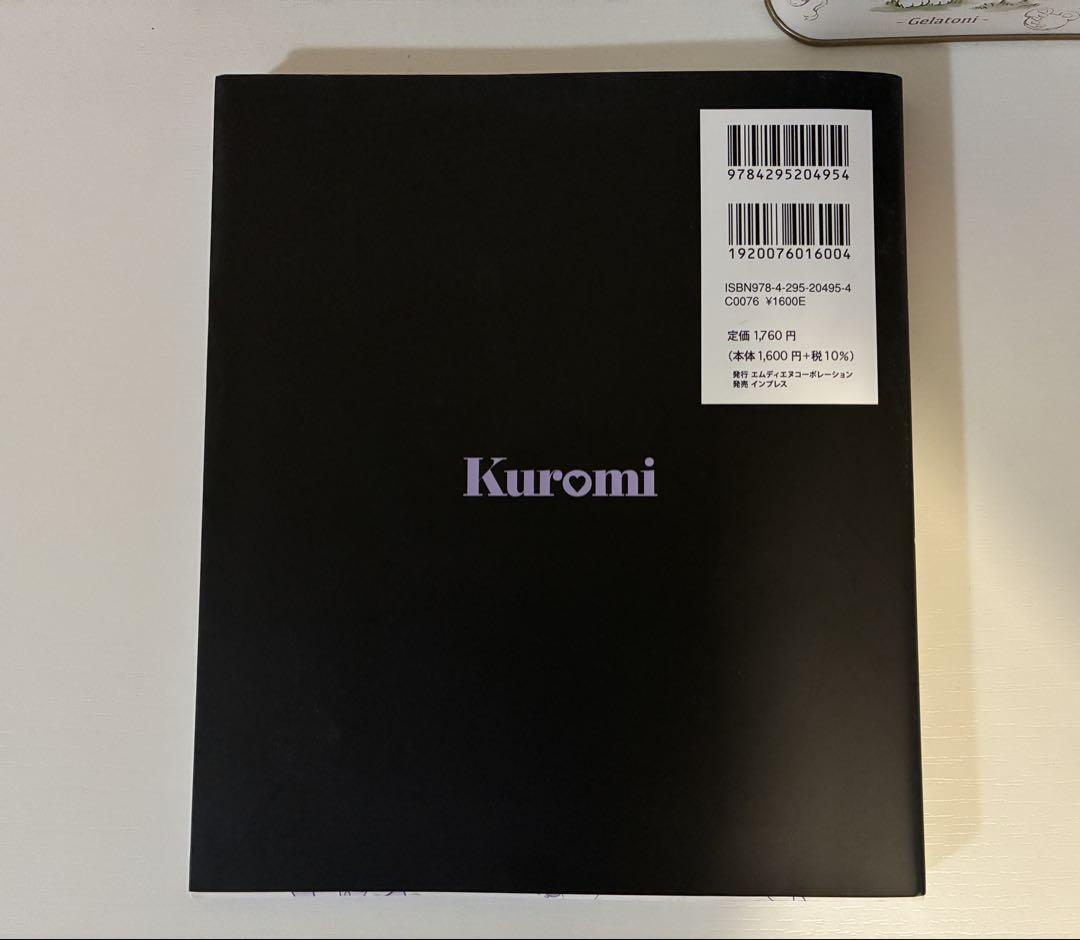 - Gelatoni -
9784295204954
1920076016004
ISBN978-4-295-20495-4
C0076 ¥1600E
定価 1,760 円
(本体 1,600 円+税10%)
発行 エムディエヌコーポレーション
発売 インプレス
Kuromi